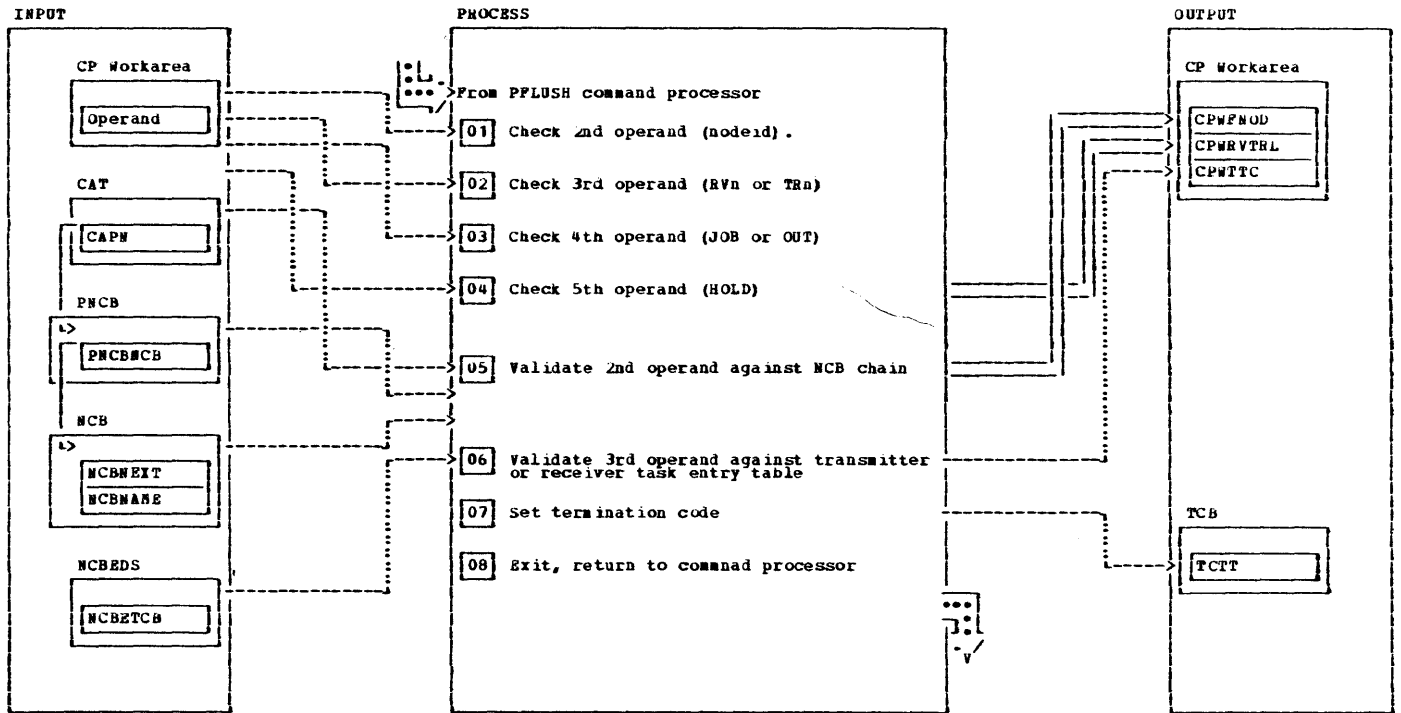 INPUT
PROCESS
OUTPUT
CP Workarea
Operand
CAT
CAPN
PNCB
PNCBNCB
NCB
NCBNEXT
NCBNAME
NCBEDS
NCBETCB
From PFLUSH command processor
01 Check 2nd operand (nodeid).
02 Check 3rd operand (RVn or TRn)
03 Check 4th operand (JOB or OUT)
04 Check 5th operand (HOLD)
05 Validate 2nd operand against NCB chain
06 Validate 3rd operand against transmitter
or receiver task entry table
07 Set termination code
08 Exit, return to commnad processor
CP Workarea
CPWFNOD
CPWRVTRL
CPWTTC
TCB
TCTT